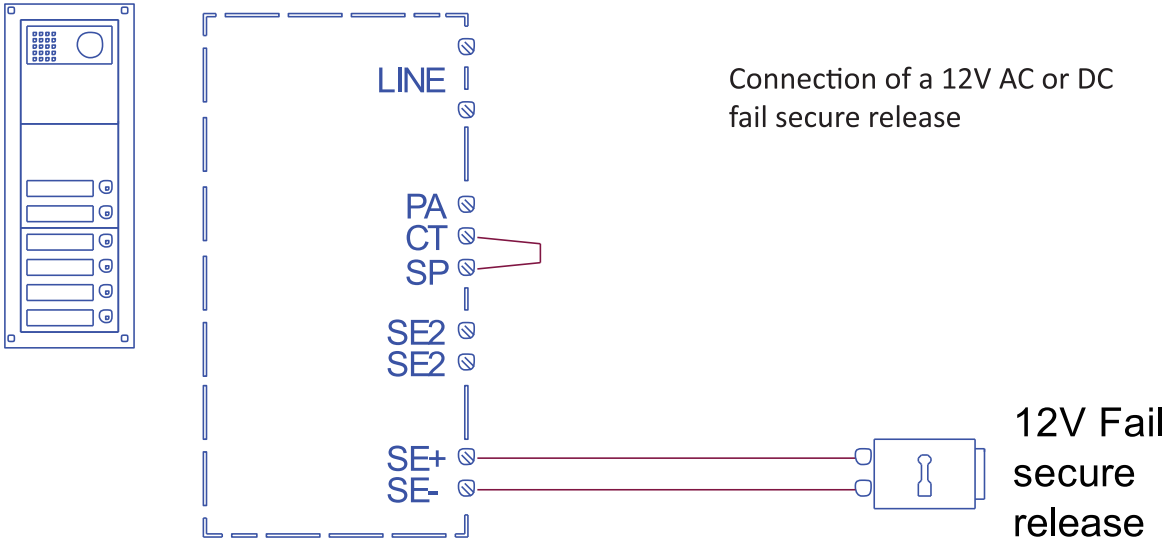 LINE
Connection of a 12V AC or DC
fail secure release
PA
CT
SP
SE2
SE2
SE+
SE-
12V Fail
secure
release